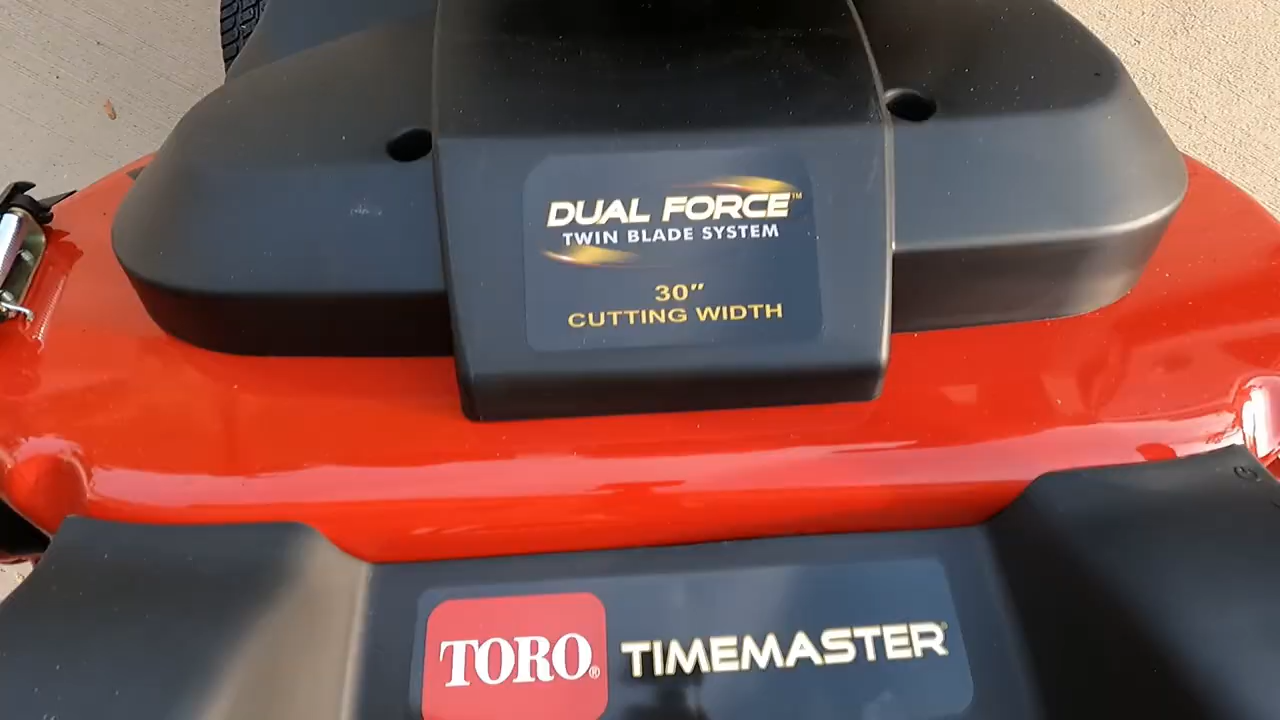 DUAL FORCE™
TWIN BLADE SYSTEM
30"
CUTTING WIDTH
TORO® TIMEMASTER®